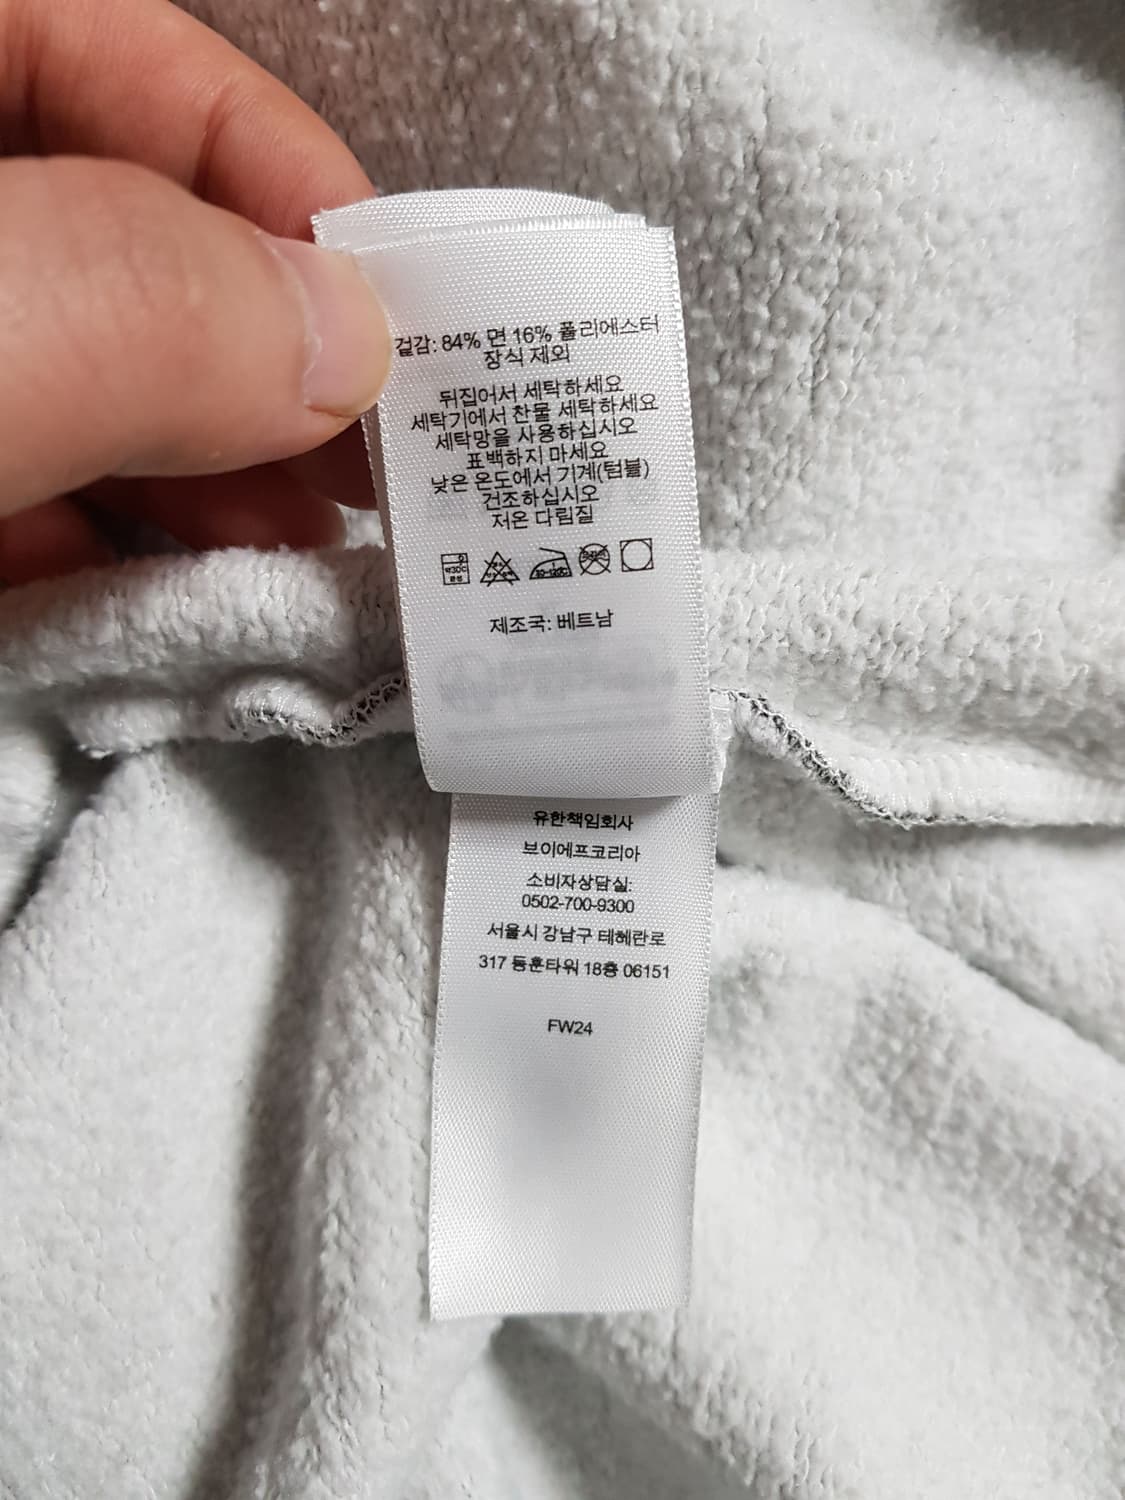 겉감: 84% 면 16% 폴리에스터
장식 제외
뒤집어서 세탁하세요
세탁기에서 찬물 세탁하세요
세탁망을 사용하십시오
표백하지 마세요
낮은 온도에서 기계(텀블)
건조하십시오
저온 다림질
제조국: 베트남
유한책임회사
브이에프코리아
소비자상담실:
0502-700-9300
서울시 강남구 테헤란로
317 동훈타워 18층 06151
FW24